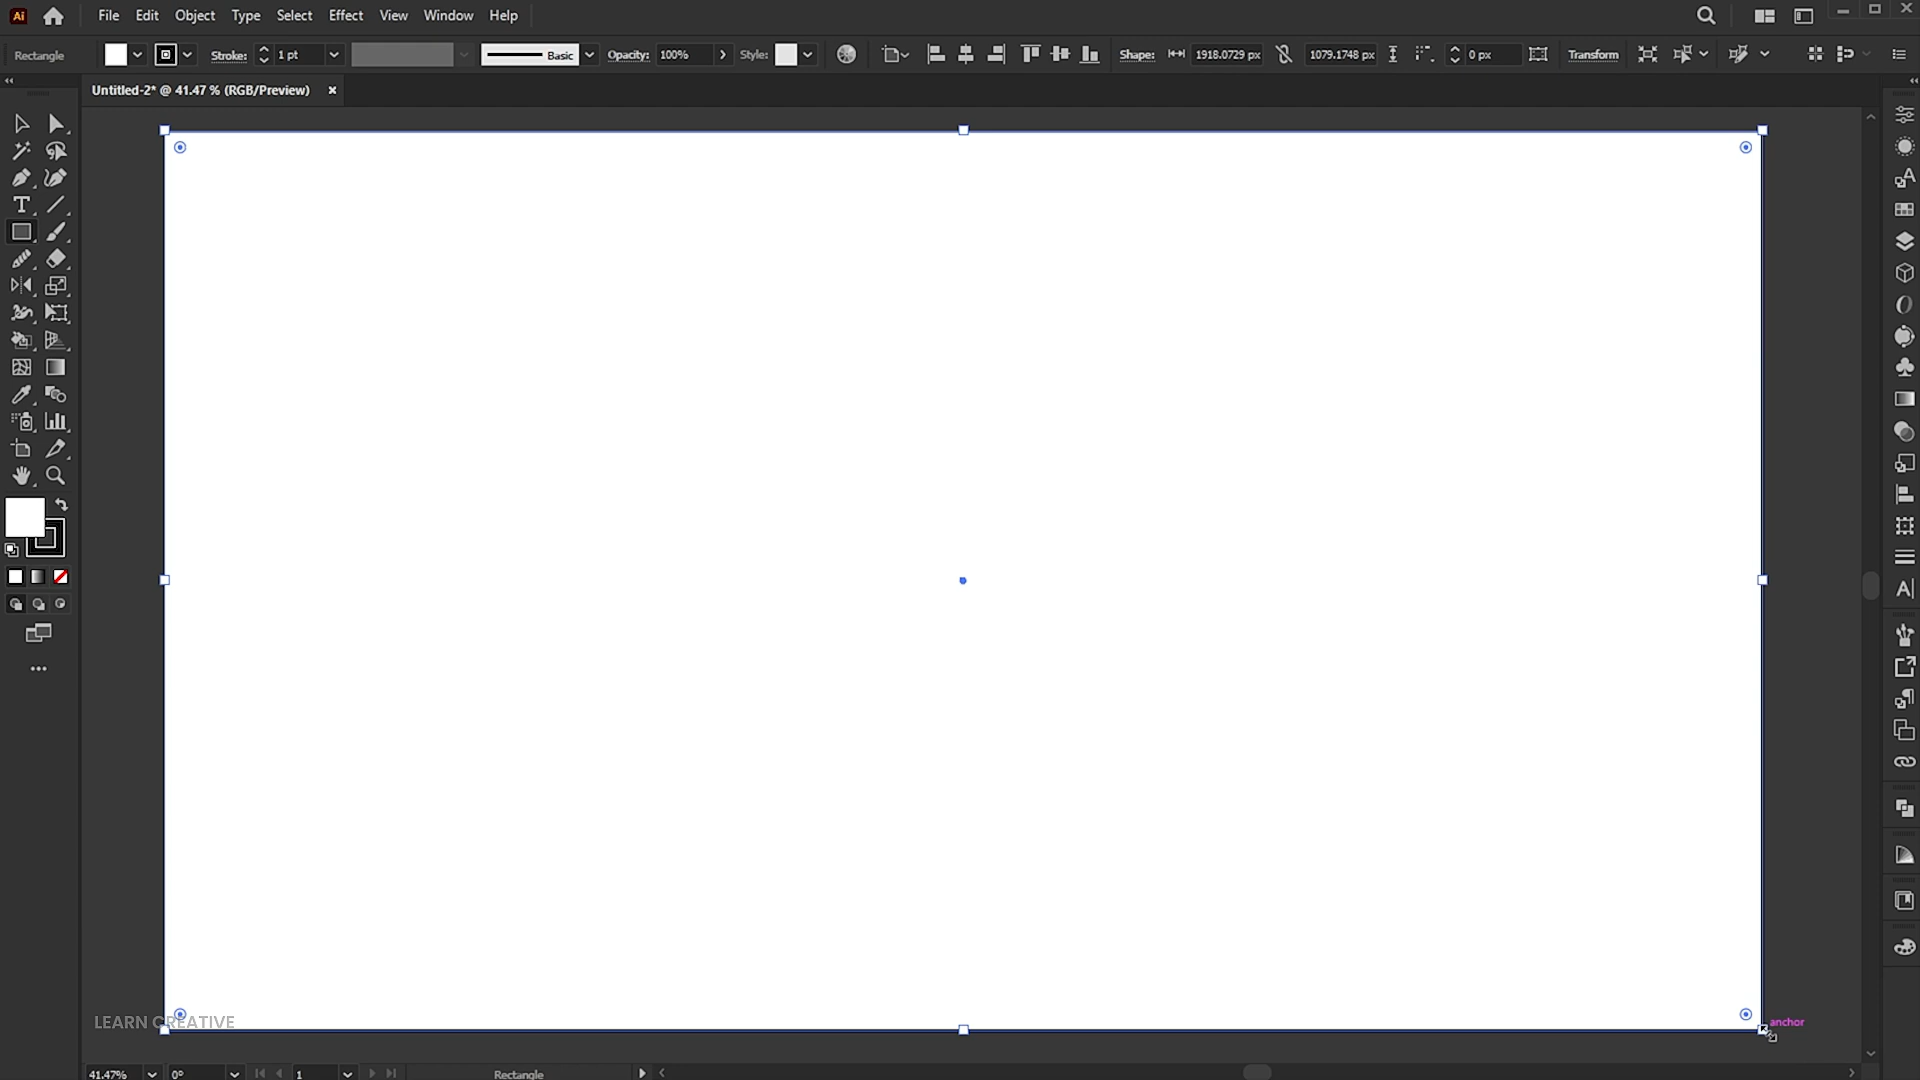 Ai File Edit Object Type Select Effect View Window Help
Rectangle Stroke: 1 pt Basic Opacity: 100% Style: Shape: 1918.0729 px 1079.1748 px 0 px Transform
Untitled-2* @ 41.47 % (RGB/Preview) ×
anchor
LEARN CREATIVE
41.47% 0° 1 Rectangle